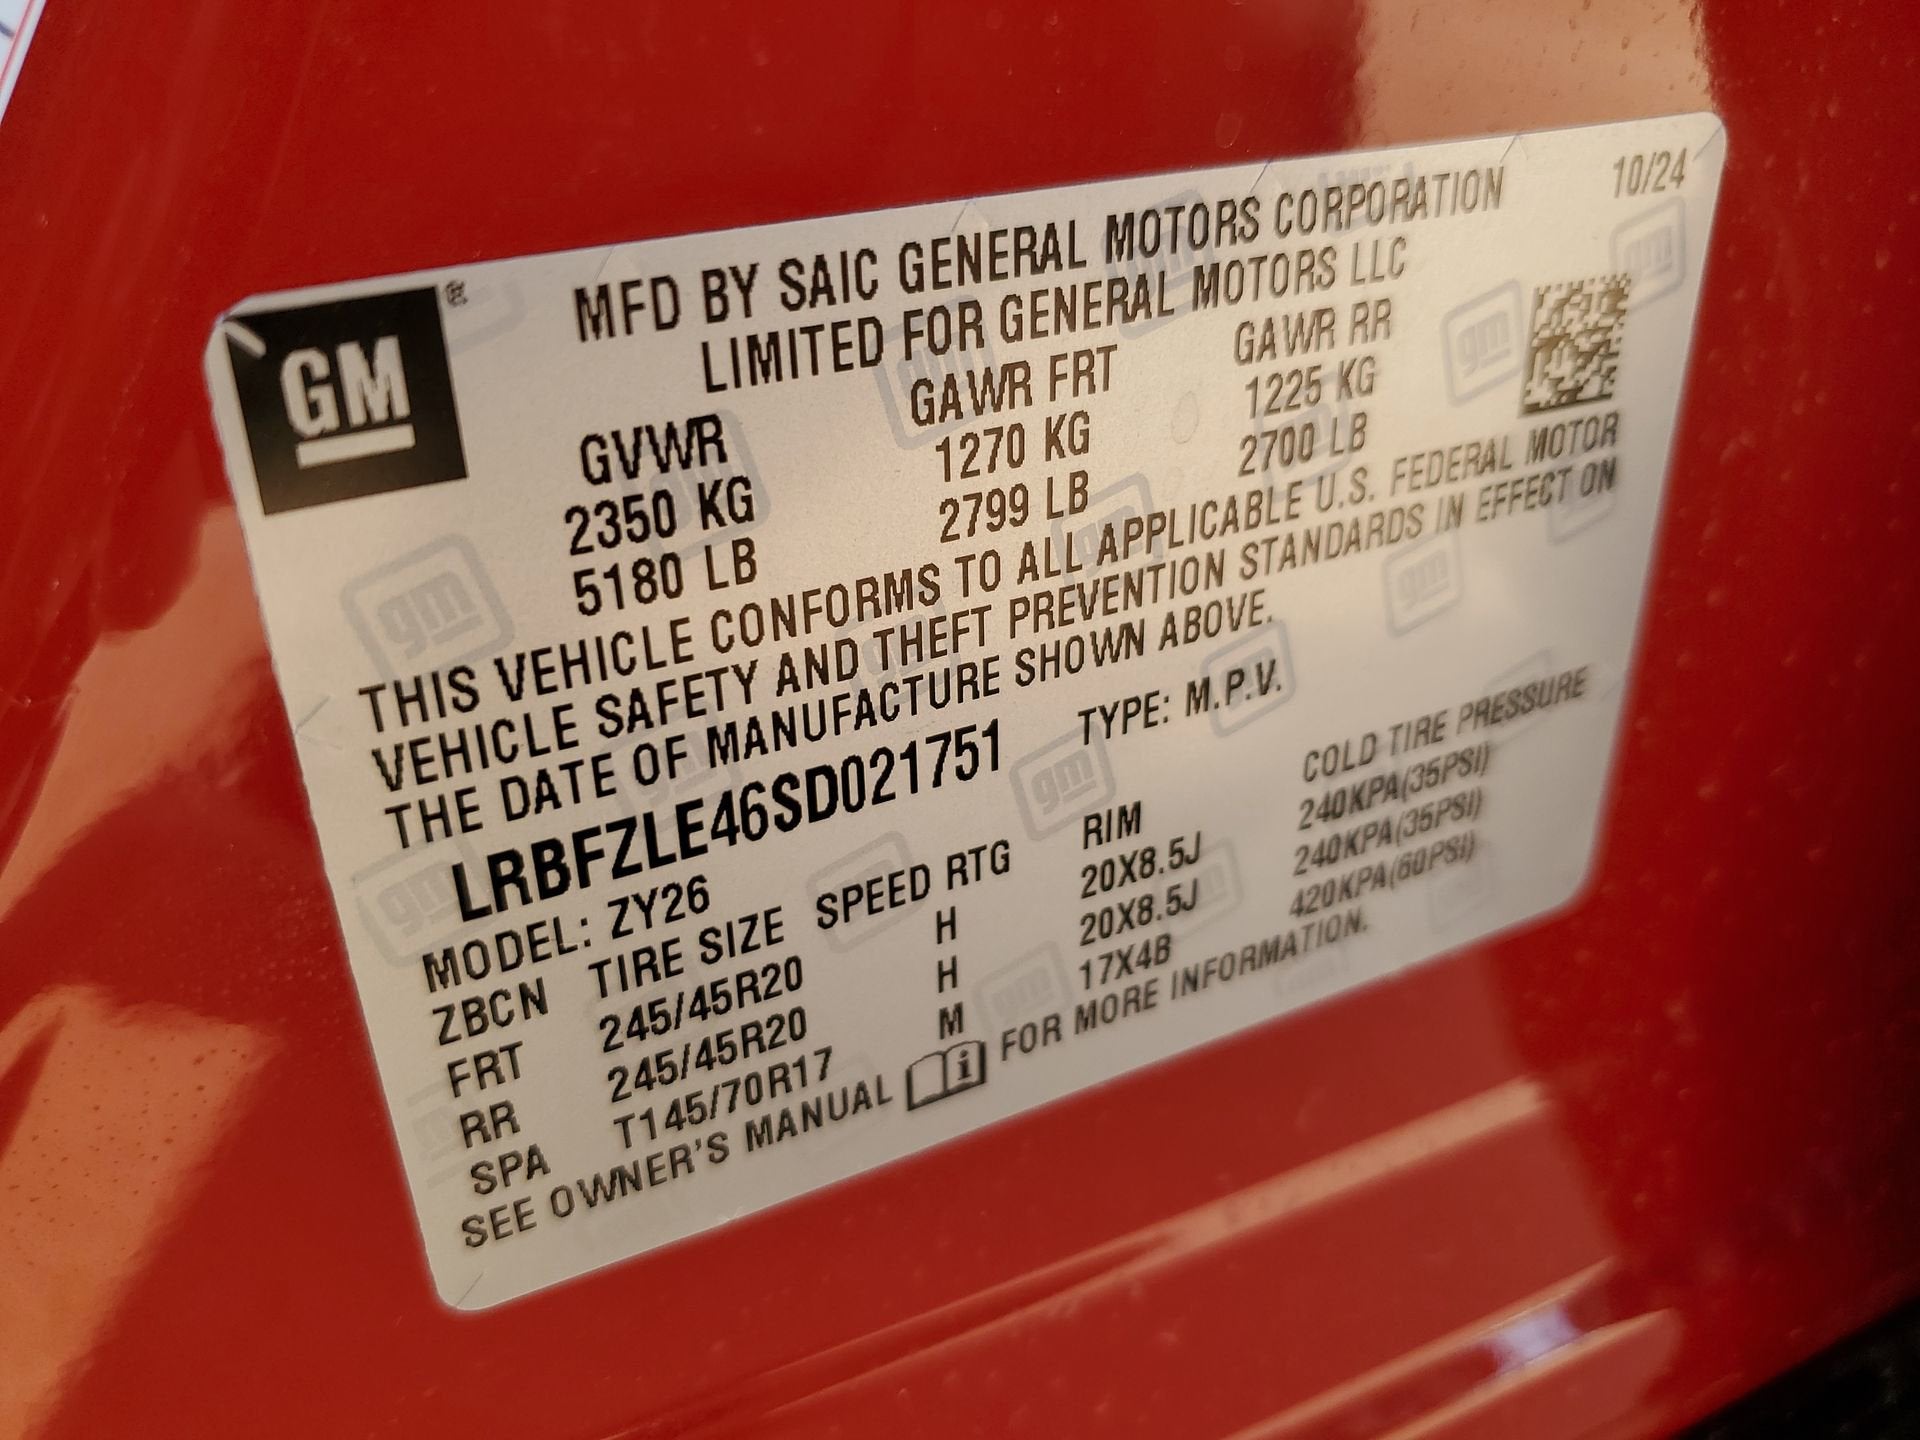 10/24
GM ®
MFD BY SAIC GENERAL MOTORS CORPORATION
LIMITED FOR GENERAL MOTORS LLC
GVWR GAWR FRT GAWR RR
2350 KG 1270 KG 1225 KG
5180 LB 2799 LB 2700 LB
THIS VEHICLE CONFORMS TO ALL APPLICABLE U.S. FEDERAL MOTOR
VEHICLE SAFETY AND THEFT PREVENTION STANDARDS IN EFFECT ON
THE DATE OF MANUFACTURE SHOWN ABOVE.
LRBFZLE46SD021751 TYPE: M.P.V.
MODEL: ZY26
ZBCN TIRE SIZE SPEED RTG RIM COLD TIRE PRESSURE
FRT 245/45R20 H 20X8.5J 240KPA(35PSI)
RR 245/45R20 H 20X8.5J 240KPA(35PSI)
SPA T145/70R17 M 17X4B 420KPA(60PSI)
SEE OWNER'S MANUAL i FOR MORE INFORMATION.